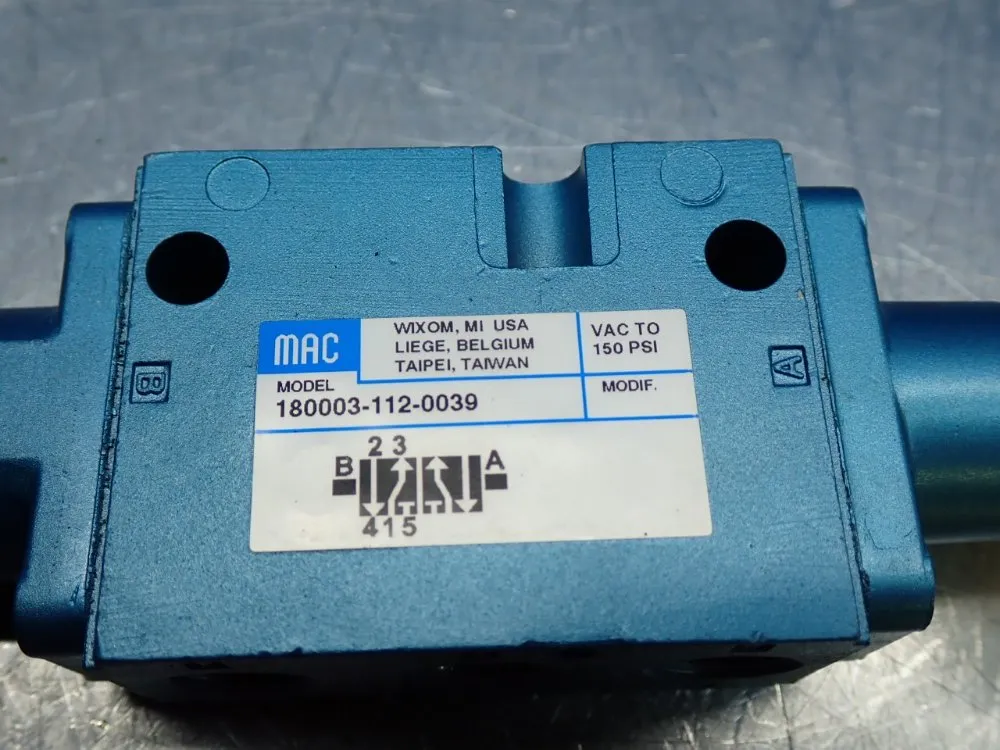 MAC
WIXOM, MI USA
LIEGE, BELGIUM
TAIPEI, TAIWAN
VAC TO
150 PSI
MODEL
180003-112-0039
MODIF.
2 3
B A
4 1 5
B
A